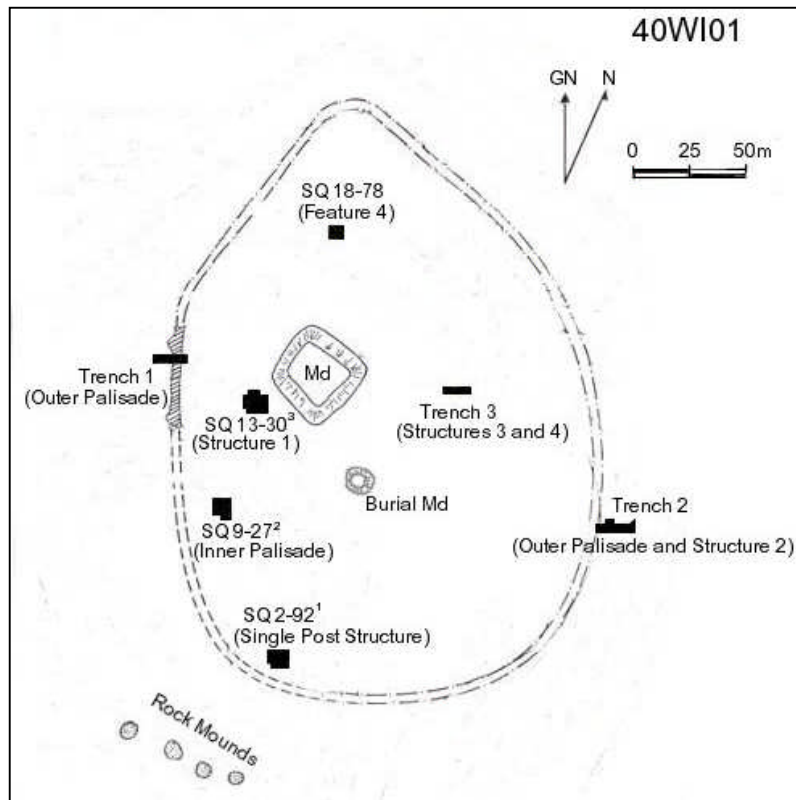 40WI01
GN N
0 25 50m
SQ 18-78
(Feature 4)
Md
Trench 1
(Outer Palisade)
SQ 13-30³
(Structure 1)
Trench 3
(Structures 3 and 4)
Burial Md
SQ 9-27²
(Inner Palisade)
Trench 2
(Outer Palisade and Structure 2)
SQ 2-92¹
(Single Post Structure)
Rock Mounds